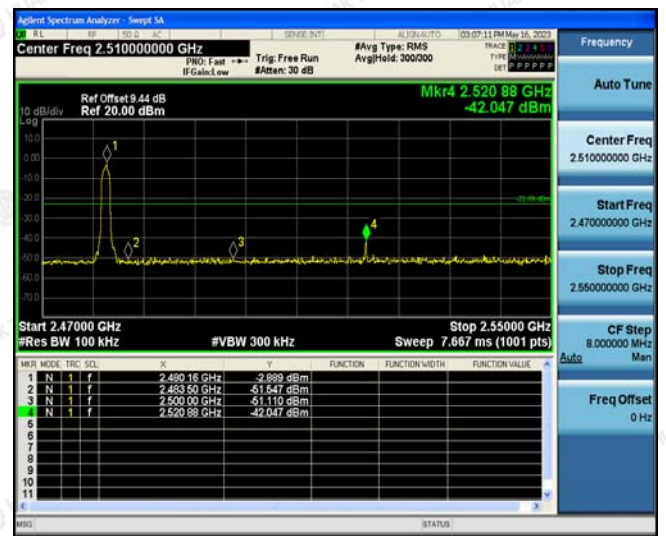 Agilent Spectrum Analyzer - Swept SA
RL RF 50 Ω AC SENSE:INT ALIGNAUTO 03:07:11 PM May 16, 2023
Center Freq 2.510000000 GHz
PNO: Fast Trig: Free Run #Avg Type: RMS TRACE 1 2 3 4 5 6
IFGain:Low #Atten: 30 dB Avg|Hold: 300/300 TYPE M
DET P P P P P P
Ref Offset 9.44 dB
10 dB/div Ref 20.00 dBm
Mkr4 2.520 88 GHz
-42.047 dBm
Log
10.0
0.00
-10.0
-20.0
-30.0
-40.0
-50.0
-60.0
-70.0
1
2
3
4
Start 2.47000 GHz Stop 2.55000 GHz
#Res BW 100 kHz #VBW 300 kHz Sweep 7.667 ms (1001 pts)
MKR MODE TRC SCL X Y FUNCTION FUNCTION WIDTH FUNCTION VALUE
1 N 1 f 2.480 16 GHz -2.889 dBm
2 N 1 f 2.483 50 GHz -51.547 dBm
3 N 1 f 2.500 00 GHz -51.110 dBm
4 N 1 f 2.520 88 GHz -42.047 dBm
5
6
7
8
9
10
11
MSG STATUS
Frequency
Auto Tune
Center Freq
2.510000000 GHz
Start Freq
2.470000000 GHz
Stop Freq
2.550000000 GHz
CF Step
8.000000 MHz
Auto Man
Freq Offset
0 Hz